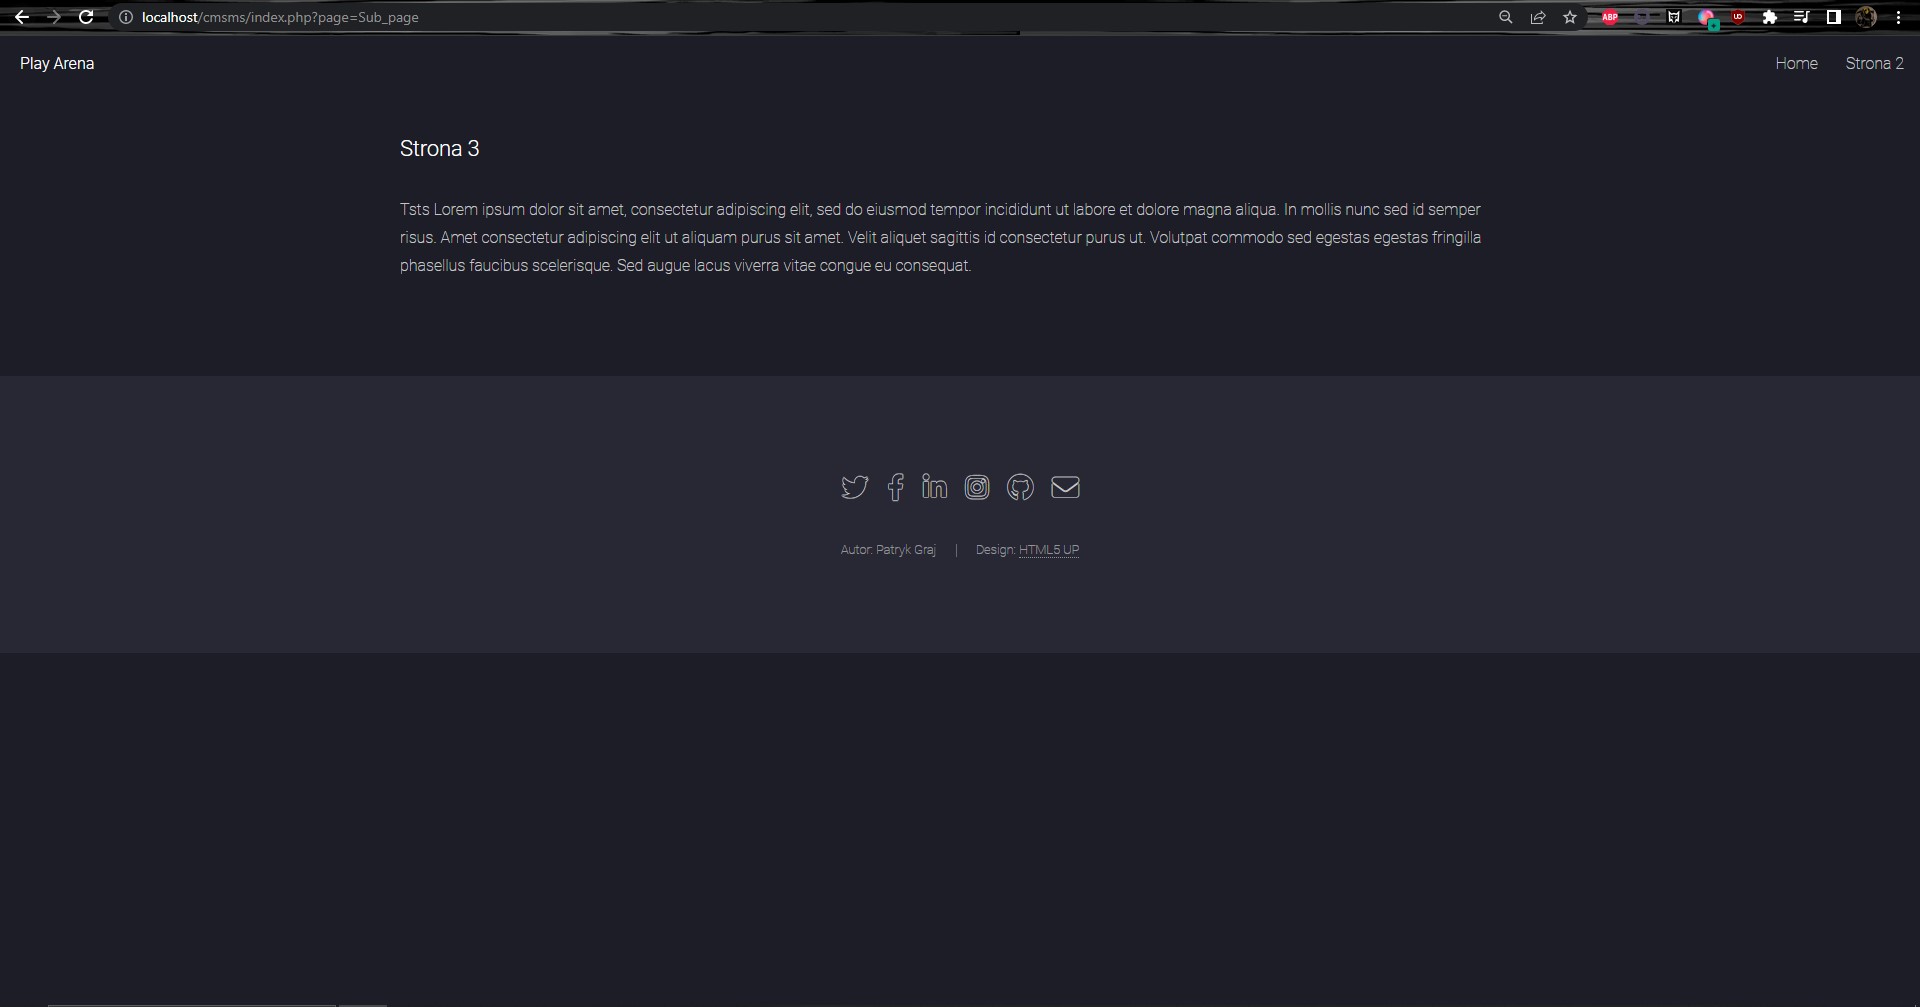 localhost/cmsms/index.php?page=Sub_page
ABP
UD
Play Arena
Home
Strona 2
Strona 3
Tsts Lorem ipsum dolor sit amet, consectetur adipiscing elit, sed do eiusmod tempor incididunt ut labore et dolore magna aliqua. In mollis nunc sed id semper
risus. Amet consectetur adipiscing elit ut aliquam purus sit amet. Velit aliquet sagittis id consectetur purus ut. Volutpat commodo sed egestas egestas fringilla
phasellus faucibus scelerisque. Sed augue lacus viverra vitae congue eu consequat.
Autor: Patryk Graj | Design: HTML5 UP